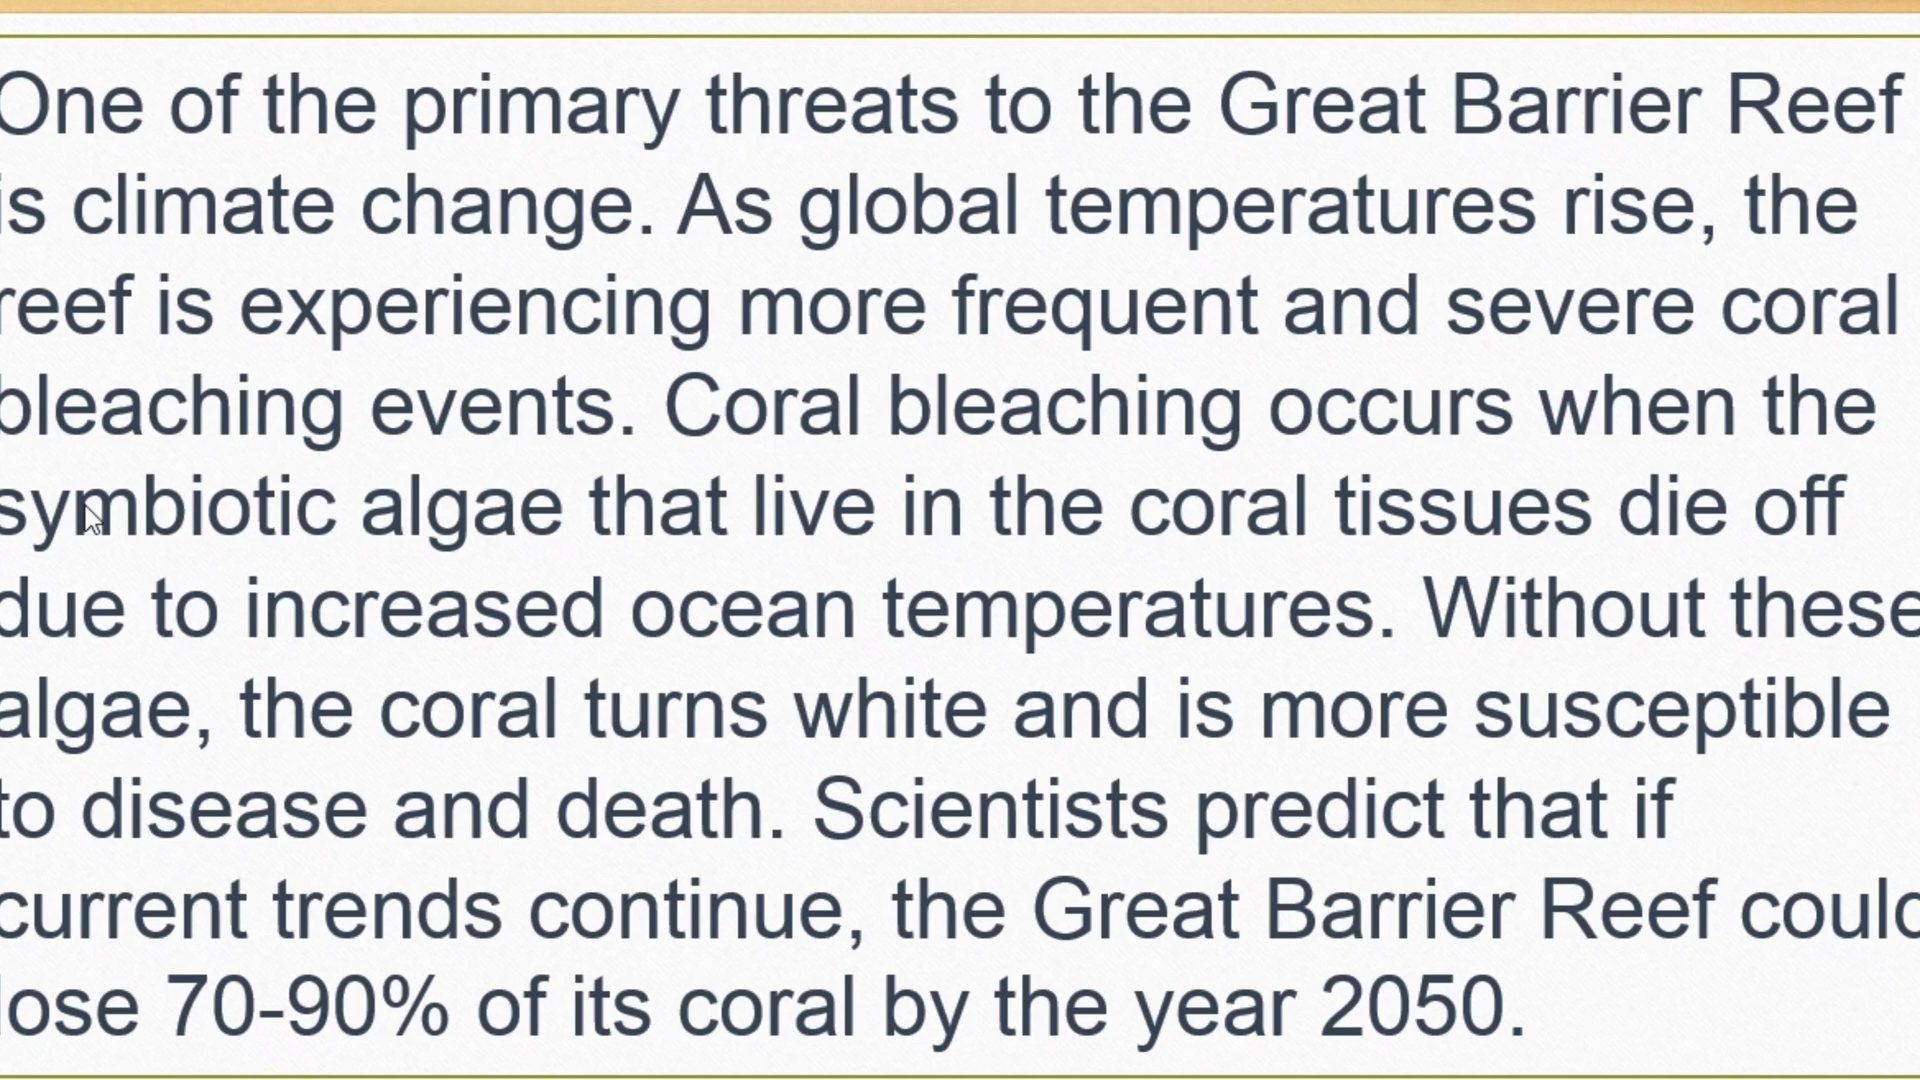 One of the primary threats to the Great Barrier Reef
is climate change. As global temperatures rise, the
reef is experiencing more frequent and severe coral
bleaching events. Coral bleaching occurs when the
symbiotic algae that live in the coral tissues die off
due to increased ocean temperatures. Without these
algae, the coral turns white and is more susceptible
to disease and death. Scientists predict that if
current trends continue, the Great Barrier Reef could
lose 70-90% of its coral by the year 2050.